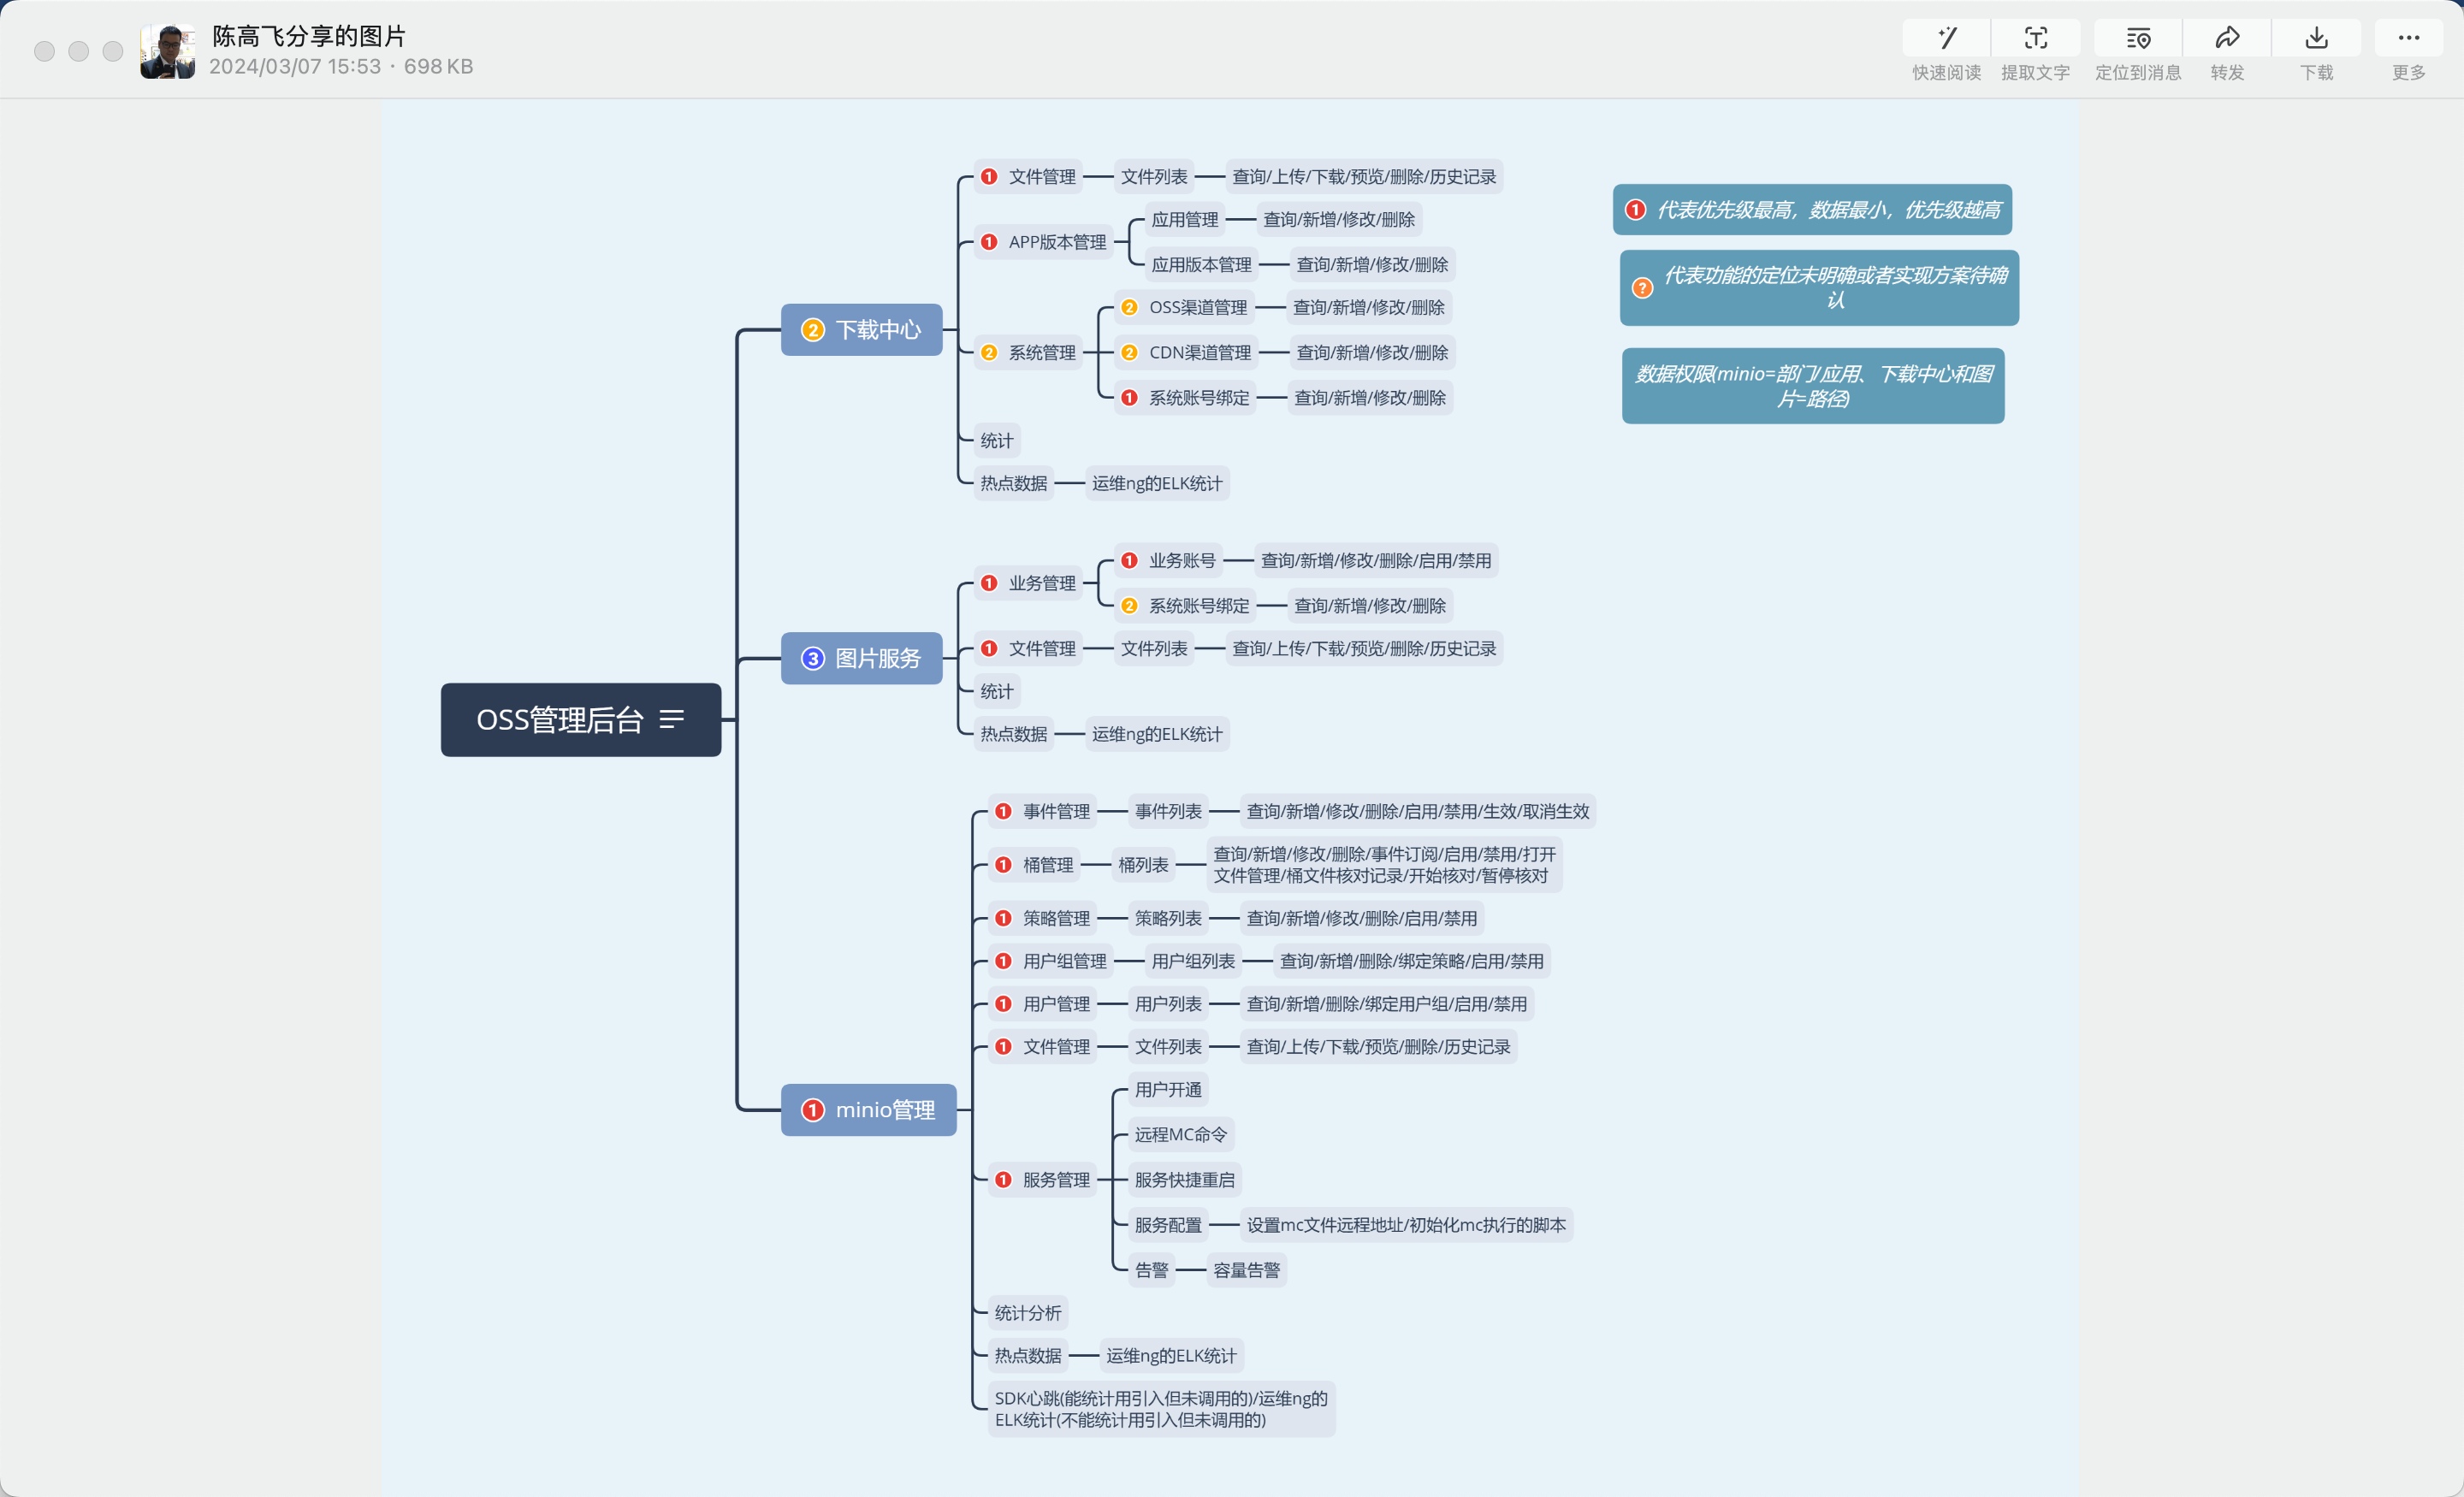 陈高飞分享的图片
2024/03/07 15:53 · 698 KB
快速阅读
提取文字
定位到消息
转发
下载
更多
1 代表优先级最高，数据最小，优先级越高
? 代表功能的定位未明确或者实现方案待确
认
数据权限(minio=部门/应用、下载中心和图
片=路径)
OSS管理后台
2 下载中心
1 文件管理
文件列表
查询/上传/下载/预览/删除/历史记录
1 APP版本管理
应用管理
查询/新增/修改/删除
应用版本管理
查询/新增/修改/删除
2 系统管理
2 OSS渠道管理
查询/新增/修改/删除
2 CDN渠道管理
查询/新增/修改/删除
1 系统账号绑定
查询/新增/修改/删除
统计
热点数据
运维ng的ELK统计
3 图片服务
1 业务管理
1 业务账号
查询/新增/修改/删除/启用/禁用
2 系统账号绑定
查询/新增/修改/删除
1 文件管理
文件列表
查询/上传/下载/预览/删除/历史记录
统计
热点数据
运维ng的ELK统计
1 minio管理
1 事件管理
事件列表
查询/新增/修改/删除/启用/禁用/生效/取消生效
1 桶管理
桶列表
查询/新增/修改/删除/事件订阅/启用/禁用/打开
文件管理/桶文件核对记录/开始核对/暂停核对
1 策略管理
策略列表
查询/新增/修改/删除/启用/禁用
1 用户组管理
用户组列表
查询/新增/删除/绑定策略/启用/禁用
1 用户管理
用户列表
查询/新增/删除/绑定用户组/启用/禁用
1 文件管理
文件列表
查询/上传/下载/预览/删除/历史记录
1 服务管理
用户开通
远程MC命令
服务快捷重启
服务配置
设置mc文件远程地址/初始化mc执行的脚本
告警
容量告警
统计分析
热点数据
运维ng的ELK统计
SDK心跳(能统计用引入但未调用的)/运维ng的
ELK统计(不能统计用引入但未调用的)